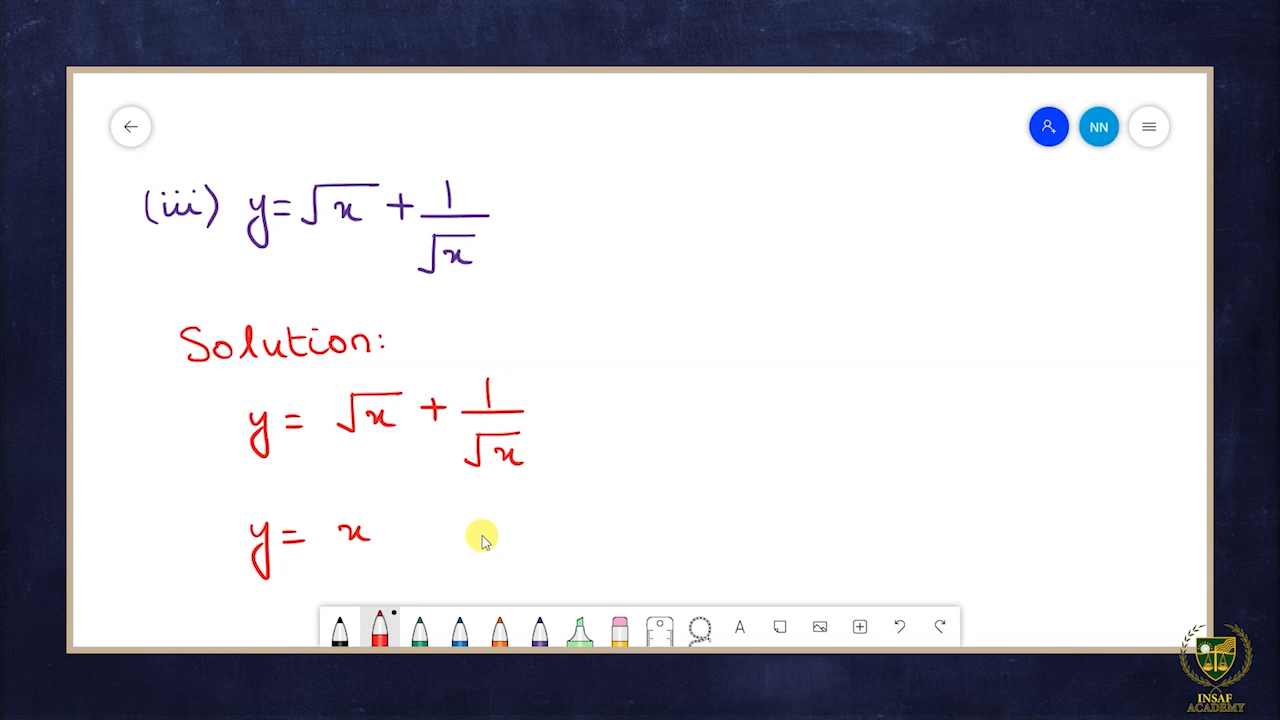 NN
(iii) y = √x + 1/√x
Solution:
y = √x + 1/√x
y = x
A
INSAF
ACADEMY